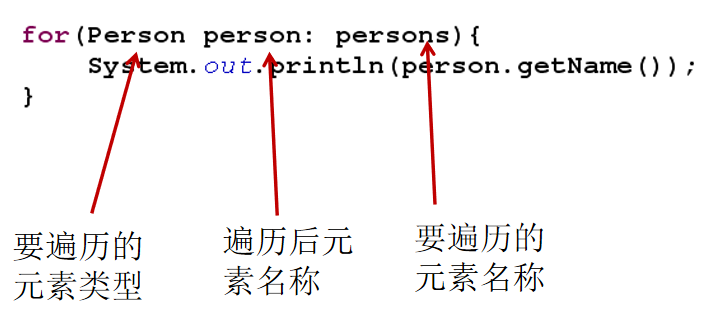 for(Person person: persons){
System.out.println(person.getName());
}
要遍历的
元素类型
遍历后元
素名称
要遍历的
元素名称